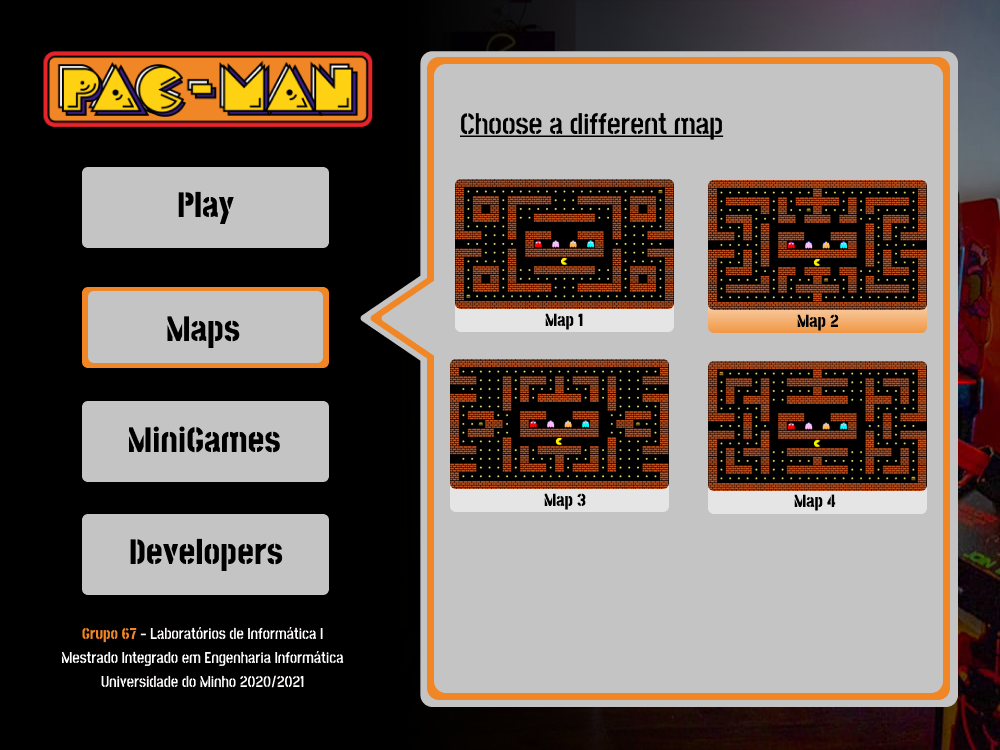 PAC-MAN
Play
Maps
MiniGames
Developers
Grupo 67 - Laboratórios de Informática I
Mestrado Integrado em Engenharia Informática
Universidade do Minho 2020/2021
Choose a different map
Map 1
Map 2
Map 3
Map 4